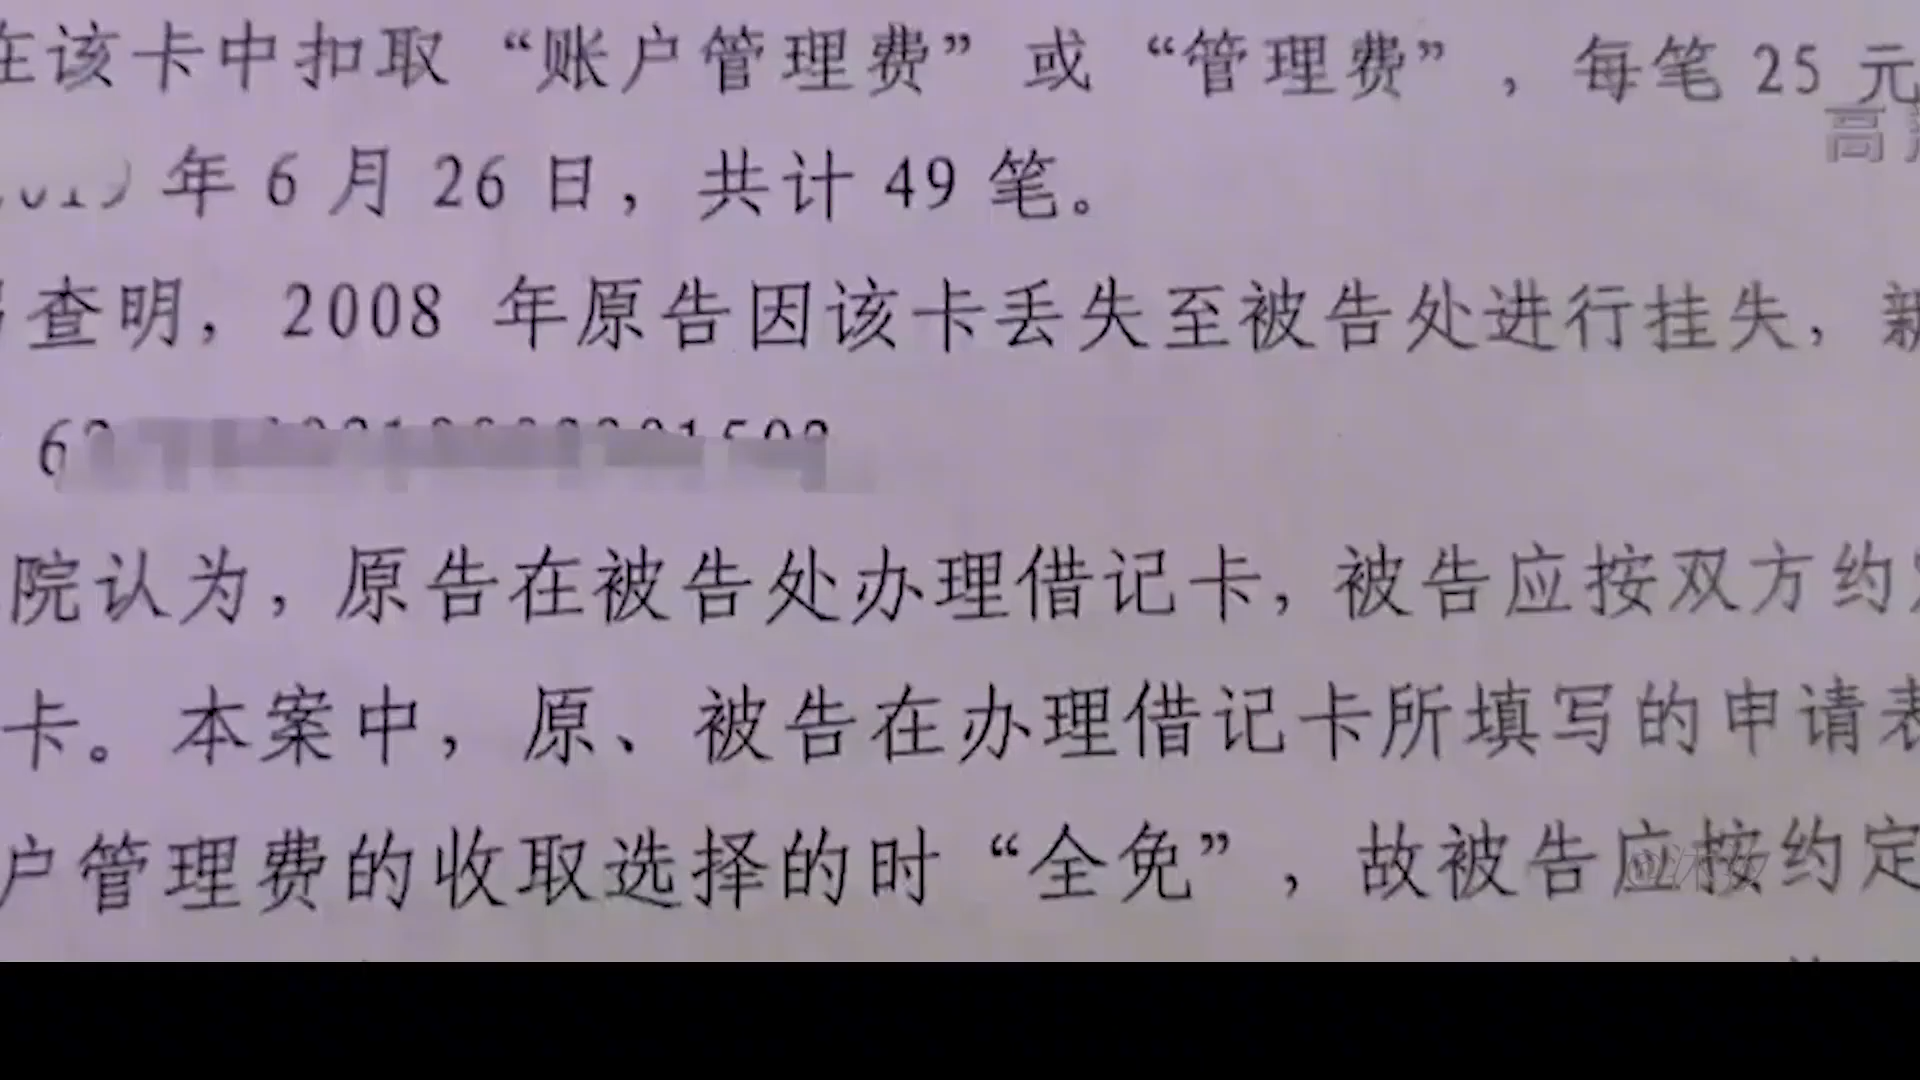 在该卡中扣取“账户管理费”或“管理费”，每笔25元
高
年6月26日，共计49笔。
查明，2008 年原告因该卡丢失至被告处进行挂失，新
院认为，原告在被告处办理借记卡，被告应按双方约定
卡。本案中，原、被告在办理借记卡所填写的申请表
户管理费的收取选择的时“全免”，故被告应按约定